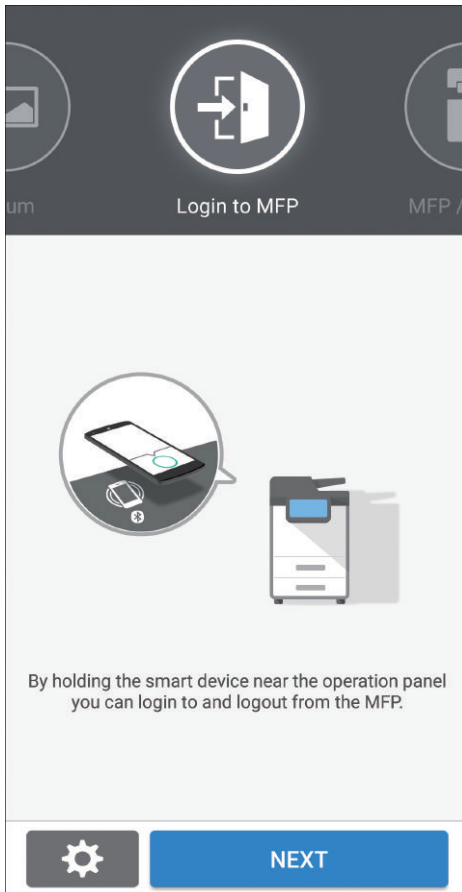 um
Login to MFP
MFP /
By holding the smart device near the operation panel
you can login to and logout from the MFP.
NEXT